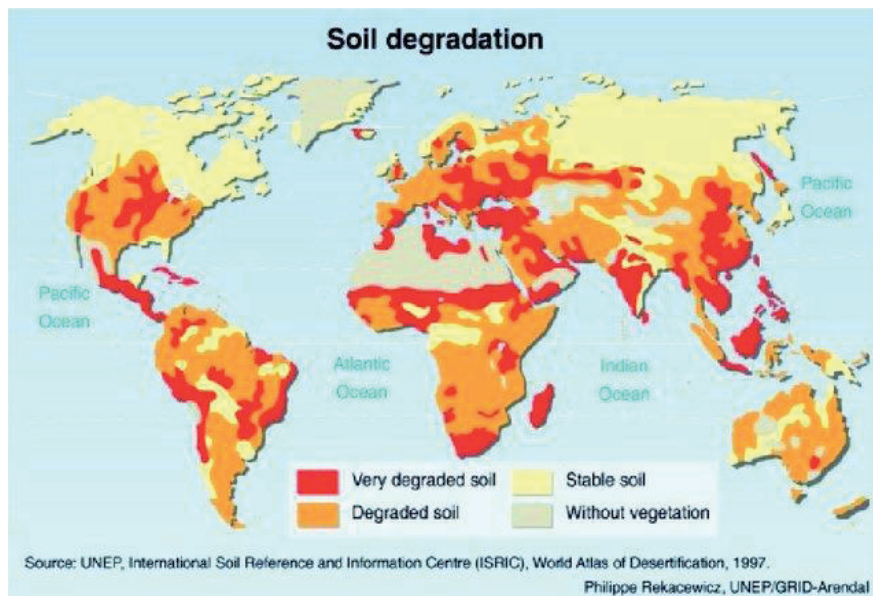 Soil degradation
Pacific
Ocean
Pacific
Ocean
Atlantic
Ocean
Indian
Ocean
Very degraded soil
Stable soil
Degraded soil
Without vegetation
Source: UNEP, International Soil Reference and Information Centre (ISRIC), World Atlas of Desertification, 1997.
Philippe Rekacewicz, UNEP/GRID-Arendal